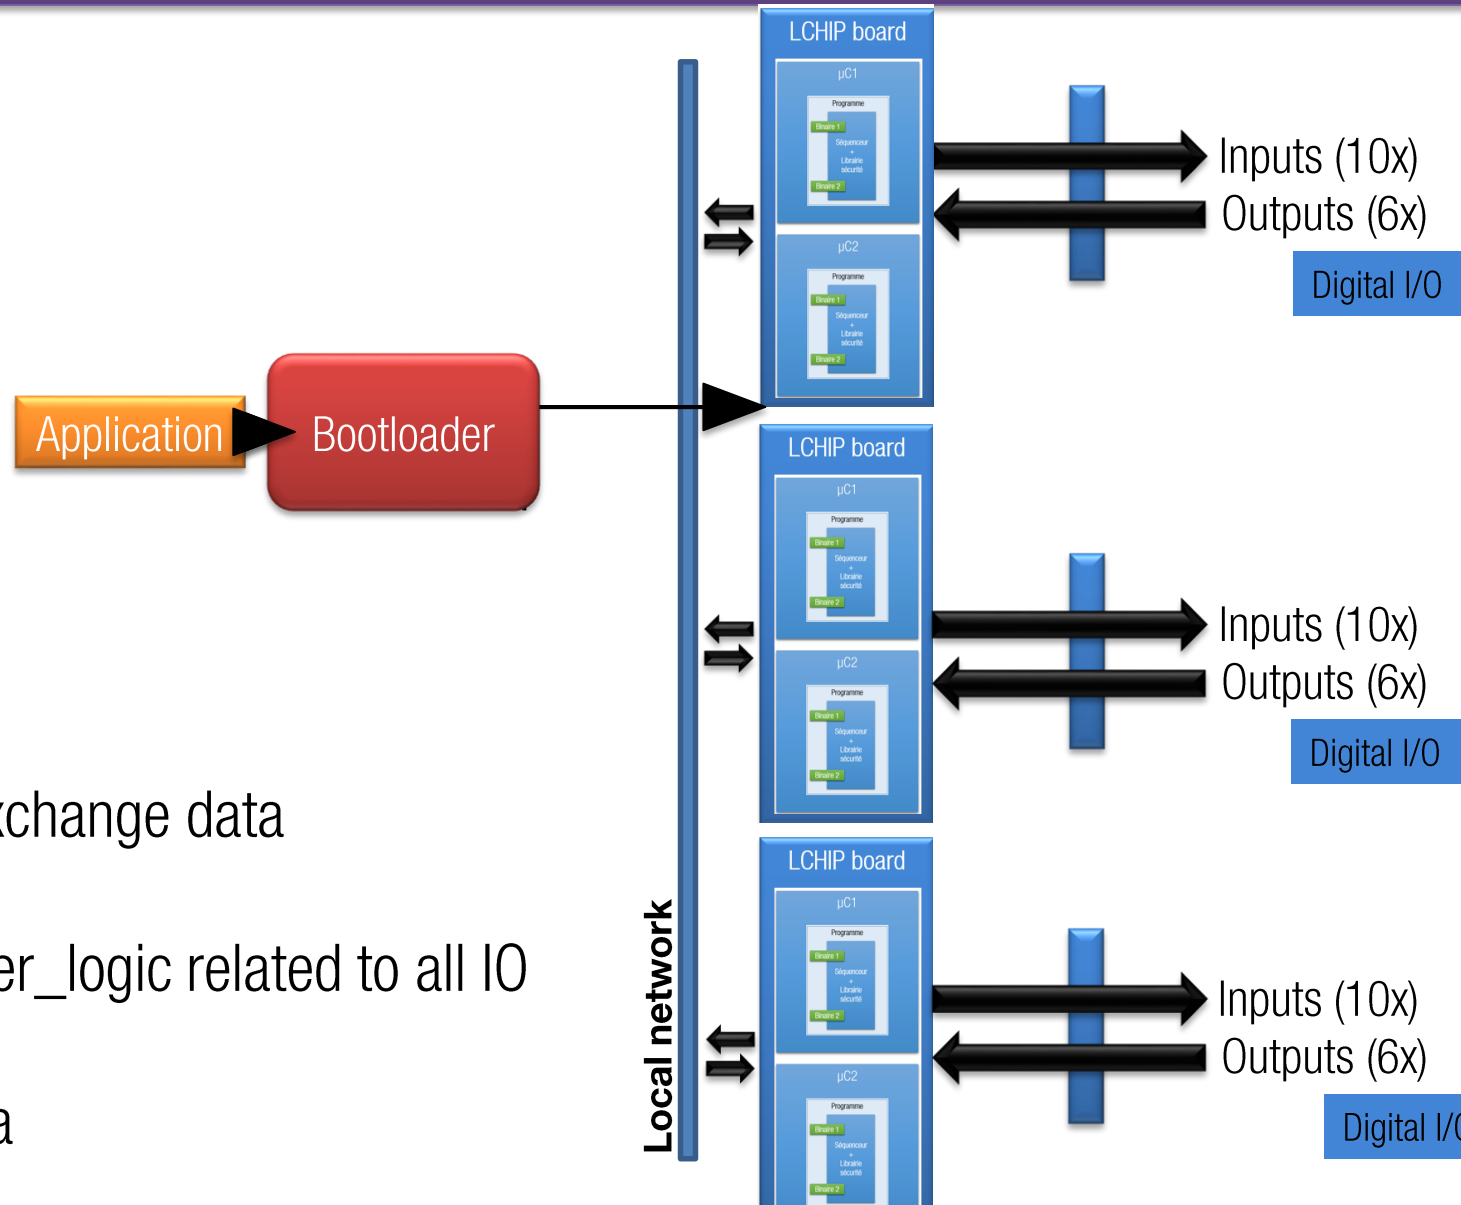 LCHIP board
µC1
Programme
Binaire 1
Séquenceur
+
Librairie
sécurité
Binaire 2
µC2
Programme
Binaire 1
Séquenceur
+
Librairie
sécurité
Binaire 2
Inputs (10x)
Outputs (6x)
Digital I/O
Application
Bootloader
LCHIP board
µC1
Programme
Binaire 1
Séquenceur
+
Librairie
sécurité
Binaire 2
µC2
Programme
Binaire 1
Séquenceur
+
Librairie
sécurité
Binaire 2
Inputs (10x)
Outputs (6x)
Digital I/O
xchange data
er_logic related to all IO
a
Local network
LCHIP board
µC1
Programme
Binaire 1
Séquenceur
+
Librairie
sécurité
Binaire 2
µC2
Programme
Binaire 1
Séquenceur
+
Librairie
sécurité
Binaire 2
Inputs (10x)
Outputs (6x)
Digital I/O